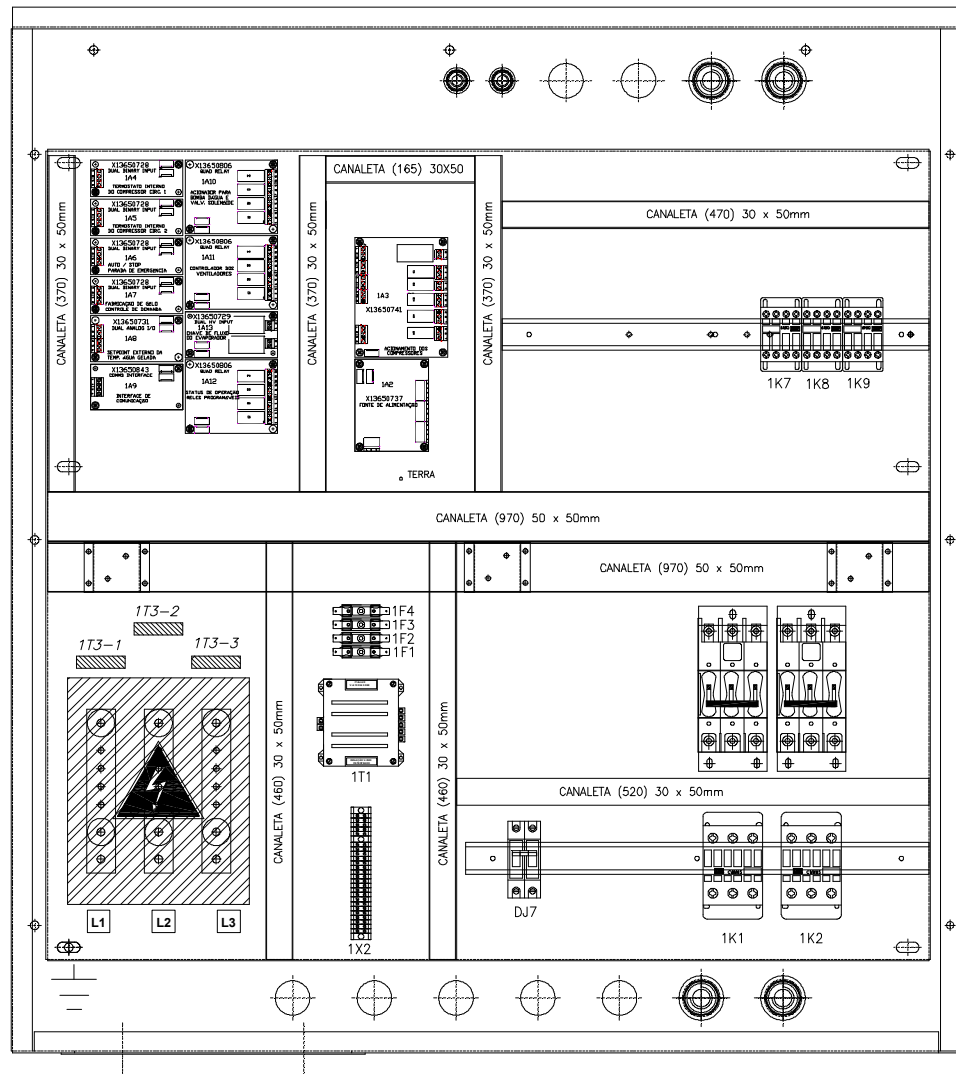 CANALETA (370) 30 x 50mm
X13650728
DUAL BINARY INPUT
1A4
TERMOSTATO INTERNO
DO COMPRESSOR CIRC. 1
X13650728
DUAL BINARY INPUT
1A5
TERMOSTATO INTERNO
DO COMPRESSOR CIRC. 2
X13650728
DUAL BINARY INPUT
1A6
AUTO / STOP
PARADA DE EMERGENCIA
X13650728
DUAL BINARY INPUT
1A7
FABRICAÇÃO DE GELO
CONTROLE DE DEMANDA
X13650731
DUAL ANALOG I/O
1A8
SETPOINT EXTERNO DA
TEMP. AGUA GELADA
X13650843
COMMS INTERFACE
1A9
INTERFACE DE
COMUNICAÇÃO
X13650806
QUAD RELAY
1A10
ACIONADOR PARA
BOMBA DAGUA E
VALV. SOLENOIDE
X13650806
QUAD RELAY
1A11
CONTROLADOR DOS
VENTILADORES
X13650729
DUAL HV INPUT
1A13
CHAVE DE FLUXO
DO EVAPORADOR
X13650806
QUAD RELAY
1A12
STATUS DE OPERAÇÃO
RELES PROGRAMAVEIS
CANALETA (370) 30 x 50mm
CANALETA (165) 30X50
1A3
X13650741
ACIONAMENTO DOS
COMPRESSORES
1A2
X13650737
FONTE DE ALIMENTAÇÃO
TERRA
CANALETA (370) 30 x 50mm
CANALETA (470) 30 x 50mm
1K7
1K8
1K9
CANALETA (970) 50 x 50mm
CANALETA (970) 50 x 50mm
1T3-2
1T3-1
1T3-3
L1
L2
L3
CANALETA (460) 30 x 50mm
1F4
1F3
1F2
1F1
1T1
1X2
CANALETA (460) 30 x 50mm
CANALETA (520) 30 x 50mm
DJ7
1K1
1K2